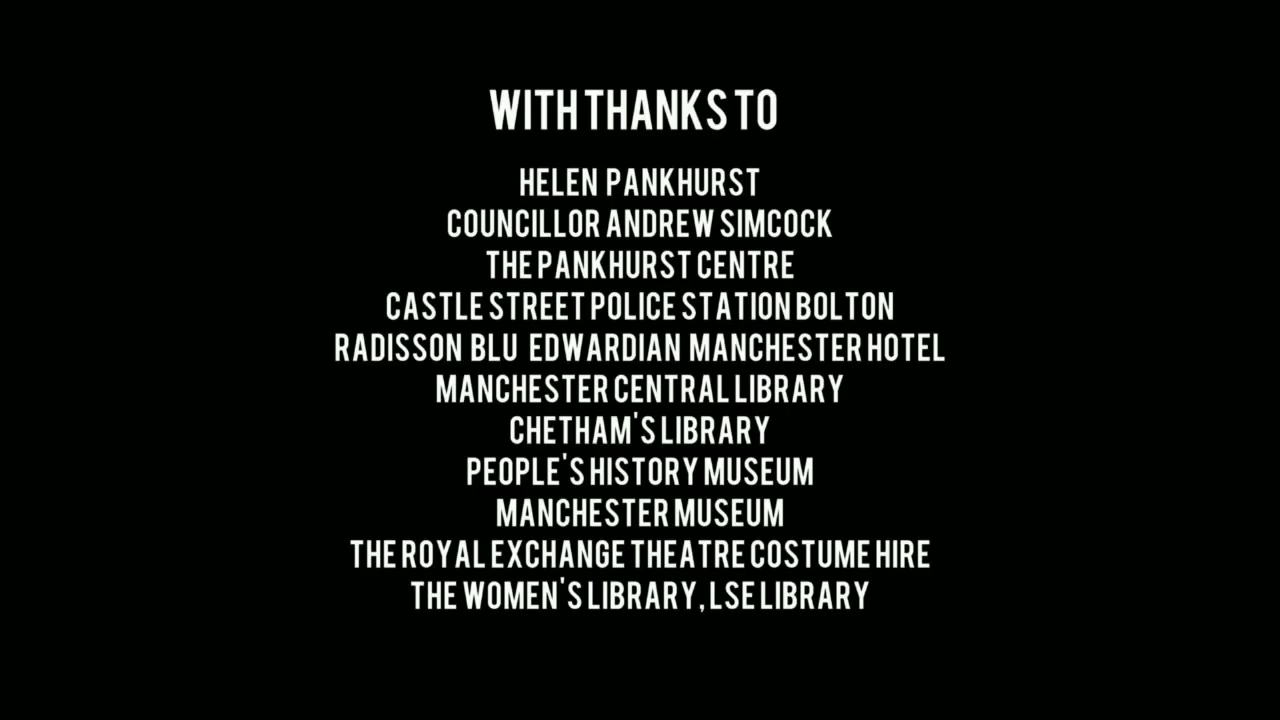 WITH THANKS TO
HELEN PANKHURST
COUNCILLOR ANDREW SIMCOCK
THE PANKHURST CENTRE
CASTLE STREET POLICE STATION BOLTON
RADISSON BLU EDWARDIAN MANCHESTER HOTEL
MANCHESTER CENTRAL LIBRARY
CHETHAM'S LIBRARY
PEOPLE'S HISTORY MUSEUM
MANCHESTER MUSEUM
THE ROYAL EXCHANGE THEATRE COSTUME HIRE
THE WOMEN'S LIBRARY, LSE LIBRARY